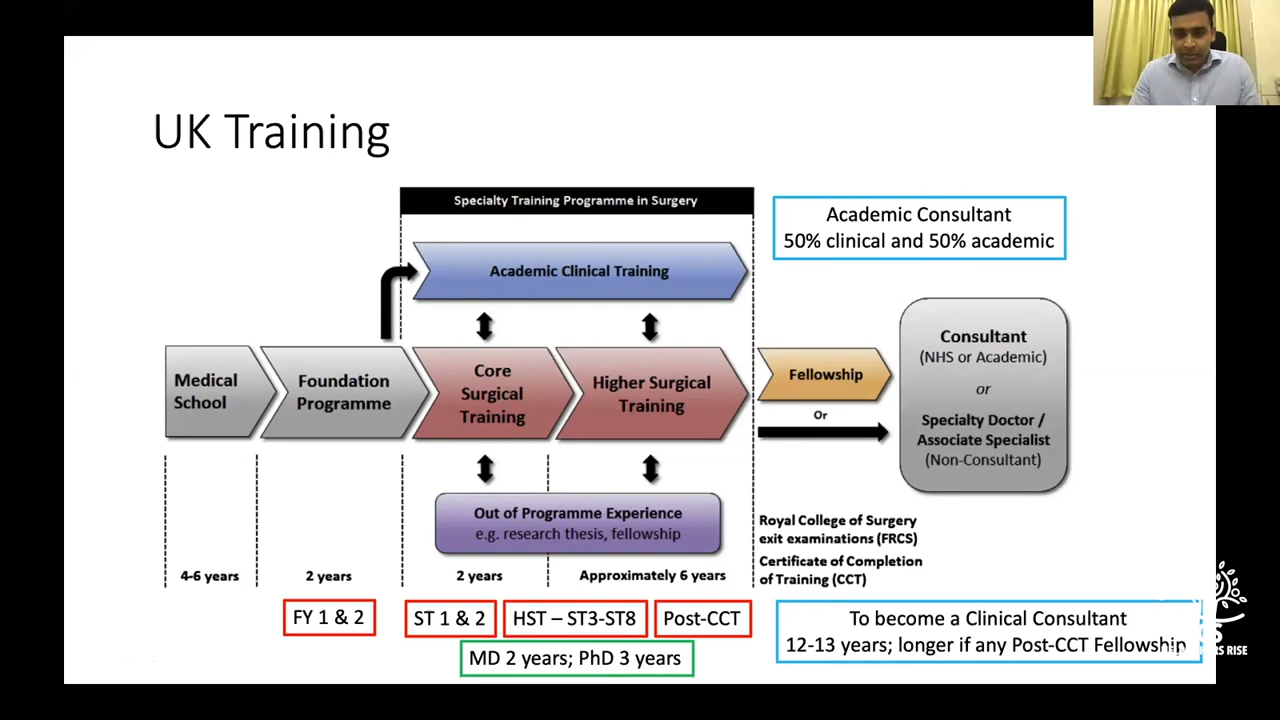 UK Training
Specialty Training Programme in Surgery
Academic Consultant
50% clinical and 50% academic
Academic Clinical Training
Medical
School
Foundation
Programme
Core
Surgical
Training
Higher Surgical
Training
Fellowship
Or
Consultant
(NHS or Academic)
or
Specialty Doctor /
Associate Specialist
(Non-Consultant)
Out of Programme Experience
e.g. research thesis, fellowship
Royal College of Surgery
exit examinations (FRCS)
Certificate of Completion
of Training (CCT)
4-6 years
2 years
2 years
Approximately 6 years
FY 1 & 2
ST 1 & 2
HST – ST3-ST8
Post-CCT
MD 2 years; PhD 3 years
To become a Clinical Consultant
12-13 years; longer if any Post-CCT Fellowship
RISE